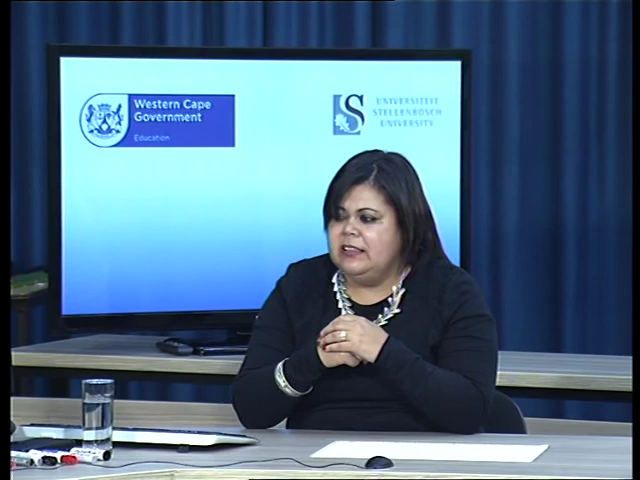 Western Cape
Government
Education
S
UNIVERSITEIT
STELLENBOSCH
UNIVERSITY